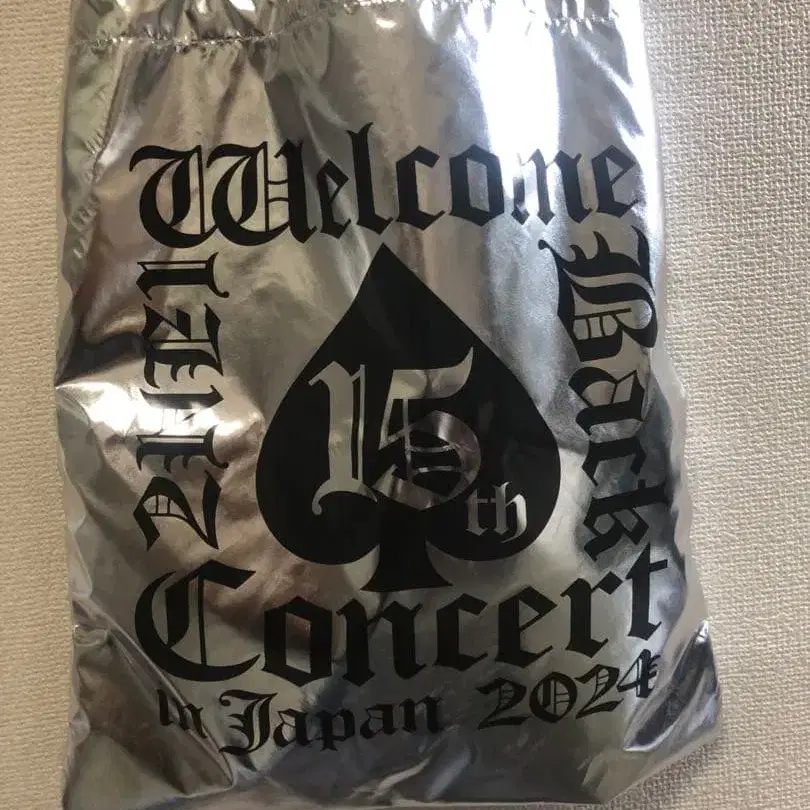 2NE1
Welcome
Back
15th
Concert
in Japan 2024